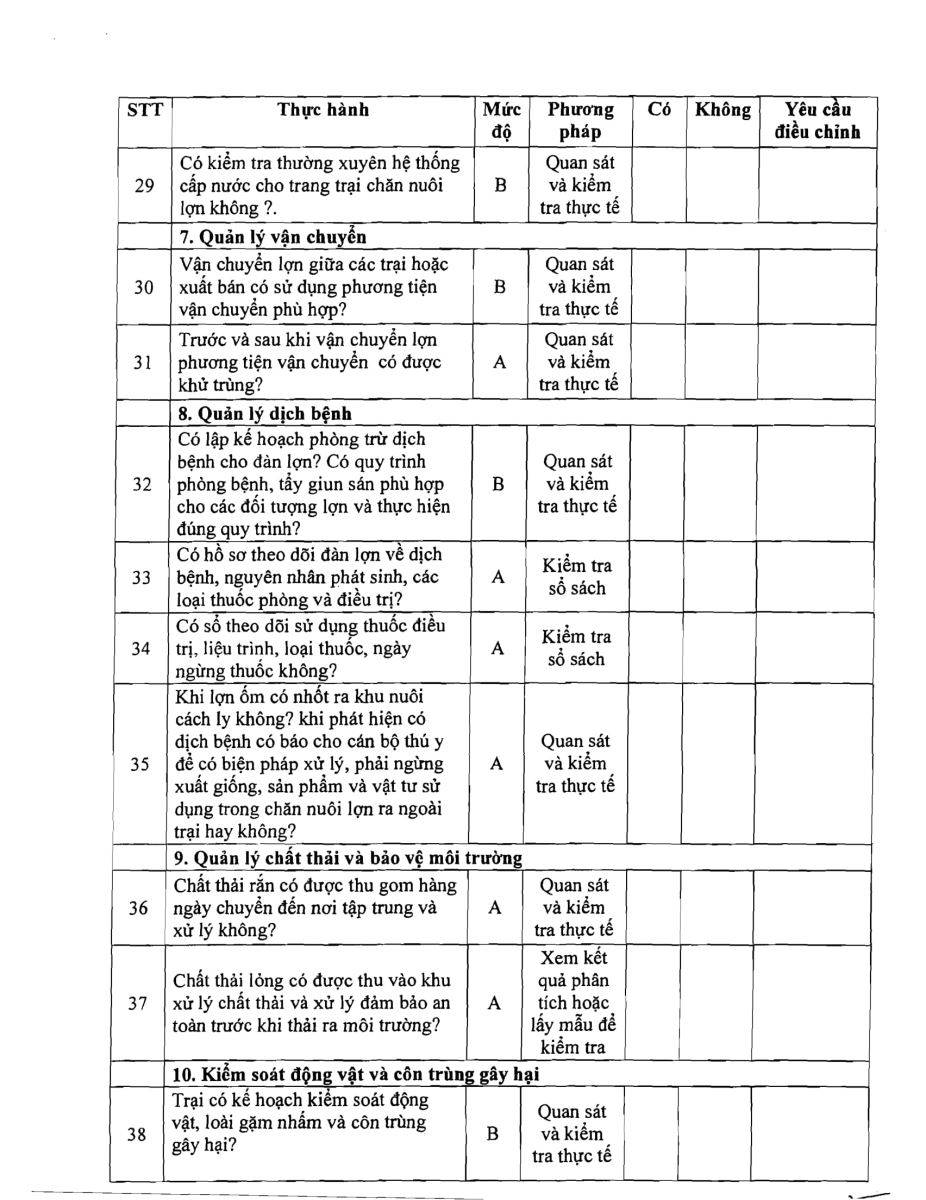 STT Thực hành Mức độ Phương pháp Có Không Yêu cầu điều chỉnh
Có kiểm tra thường xuyên hệ thống
cấp nước cho trang trại chăn nuôi
lợn không ?.
29
B
Quan sát
và kiểm
tra thực tế
7. Quản lý vận chuyển
Vận chuyển lợn giữa các trại hoặc
xuất bán có sử dụng phương tiện
vận chuyển phù hợp?
30
B
Quan sát
và kiểm
tra thực tế
Trước và sau khi vận chuyển lợn
phương tiện vận chuyển có được
khử trùng?
31
A
Quan sát
và kiểm
tra thực tế
8. Quản lý dịch bệnh
Có lập kế hoạch phòng trừ dịch
bệnh cho đàn lợn? Có quy trình
phòng bệnh, tẩy giun sán phù hợp
cho các đối tượng lợn và thực hiện
đúng quy trình?
32
B
Quan sát
và kiểm
tra thực tế
Có hồ sơ theo dõi đàn lợn về dịch
bệnh, nguyên nhân phát sinh, các
loại thuốc phòng và điều trị?
33
A
Kiểm tra
sổ sách
Có sổ theo dõi sử dụng thuốc điều
trị, liệu trình, loại thuốc, ngày
ngừng thuốc không?
34
A
Kiểm tra
sổ sách
Khi lợn ốm có nhốt ra khu nuôi
cách ly không? khi phát hiện có
dịch bệnh có báo cho cán bộ thú y
để có biện pháp xử lý, phải ngừng
xuất giống, sản phẩm và vật tư sử
dụng trong chăn nuôi lợn ra ngoài
trại hay không?
35
A
Quan sát
và kiểm
tra thực tế
9. Quản lý chất thải và bảo vệ môi trường
Chất thải rắn có được thu gom hàng
ngày chuyển đến nơi tập trung và
xử lý không?
36
A
Quan sát
và kiểm
tra thực tế
Chất thải lỏng có được thu vào khu
xử lý chất thải và xử lý đảm bảo an
toàn trước khi thải ra môi trường?
37
A
Xem kết
quả phân
tích hoặc
lấy mẫu để
kiểm tra
10. Kiểm soát động vật và côn trùng gây hại
Trại có kế hoạch kiểm soát động
vật, loài gặm nhấm và côn trùng
gây hại?
38
B
Quan sát
và kiểm
tra thực tế